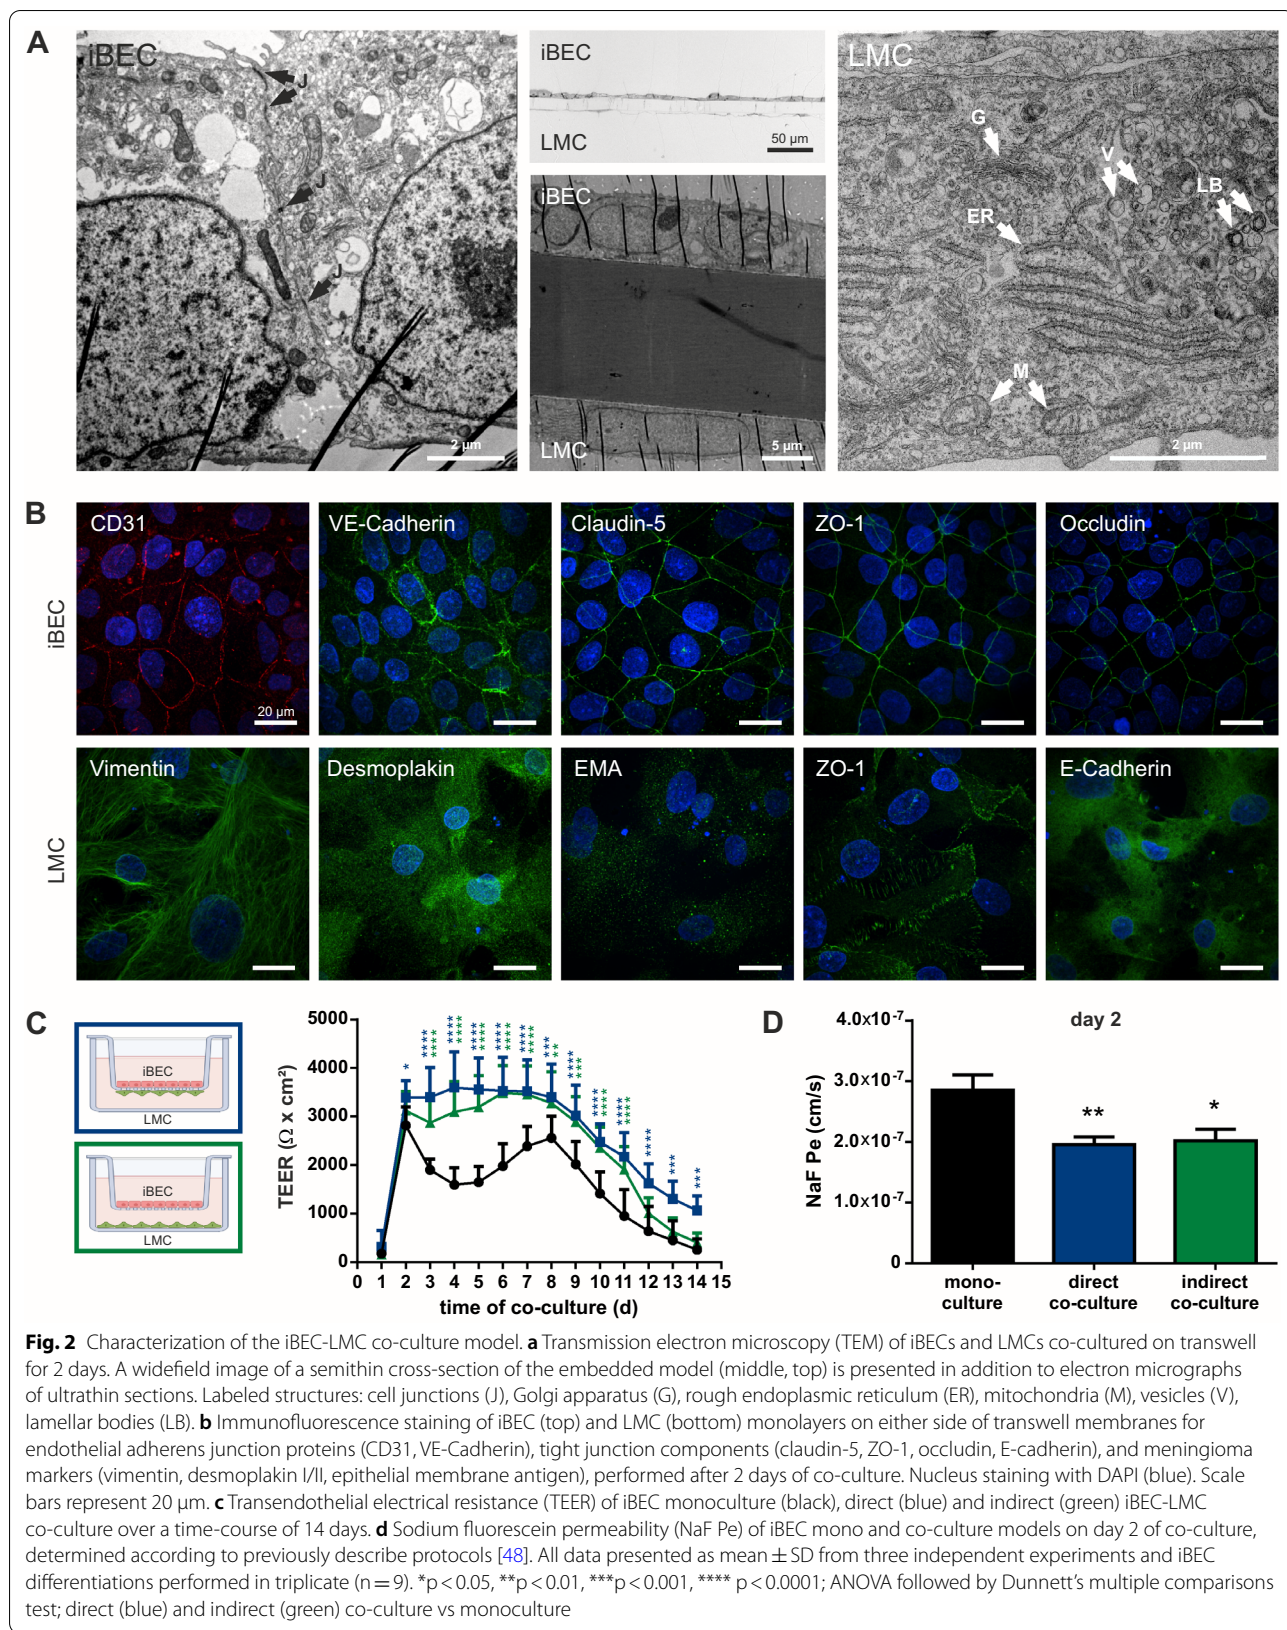 A
iBEC
J
J
J
2 µm
iBEC
LMC
50 µm
iBEC
LMC
5 µm
LMC
G
V
LB
ER
M
2 µm
B
iBEC
CD31
VE-Cadherin
Claudin-5
ZO-1
Occludin
20 µm
LMC
Vimentin
Desmoplakin
EMA
ZO-1
E-Cadherin
C
iBEC
LMC
iBEC
LMC
TEER (Ω x cm²)
5000
4000
3000
2000
1000
0
* **** **** **** **** **** **** *** **** **** **** **** *** ***
**** **** **** **** **** ** *** **** ****
0 1 2 3 4 5 6 7 8 9 10 11 12 13 14 15
time of co-culture (d)
D
day 2
NaF Pe (cm/s)
4.0x10-7
3.0x10-7
2.0x10-7
1.0x10-7
0
**
*
mono-
culture
direct
co-culture
indirect
co-culture
Fig. 2 Characterization of the iBEC-LMC co-culture model. a Transmission electron microscopy (TEM) of iBECs and LMCs co-cultured on transwell
for 2 days. A widefield image of a semithin cross-section of the embedded model (middle, top) is presented in addition to electron micrographs
of ultrathin sections. Labeled structures: cell junctions (J), Golgi apparatus (G), rough endoplasmic reticulum (ER), mitochondria (M), vesicles (V),
lamellar bodies (LB). b Immunofluorescence staining of iBEC (top) and LMC (bottom) monolayers on either side of transwell membranes for
endothelial adherens junction proteins (CD31, VE-Cadherin), tight junction components (claudin-5, ZO-1, occludin, E-cadherin), and meningioma
markers (vimentin, desmoplakin I/II, epithelial membrane antigen), performed after 2 days of co-culture. Nucleus staining with DAPI (blue). Scale
bars represent 20 µm. c Transendothelial electrical resistance (TEER) of iBEC monoculture (black), direct (blue) and indirect (green) iBEC-LMC
co-culture over a time-course of 14 days. d Sodium fluorescein permeability (NaF Pe) of iBEC mono and co-culture models on day 2 of co-culture,
determined according to previously describe protocols [48]. All data presented as mean ± SD from three independent experiments and iBEC
differentiations performed in triplicate (n = 9). *p < 0.05, **p < 0.01, ***p < 0.001, **** p < 0.0001; ANOVA followed by Dunnett's multiple comparisons
test; direct (blue) and indirect (green) co-culture vs monoculture